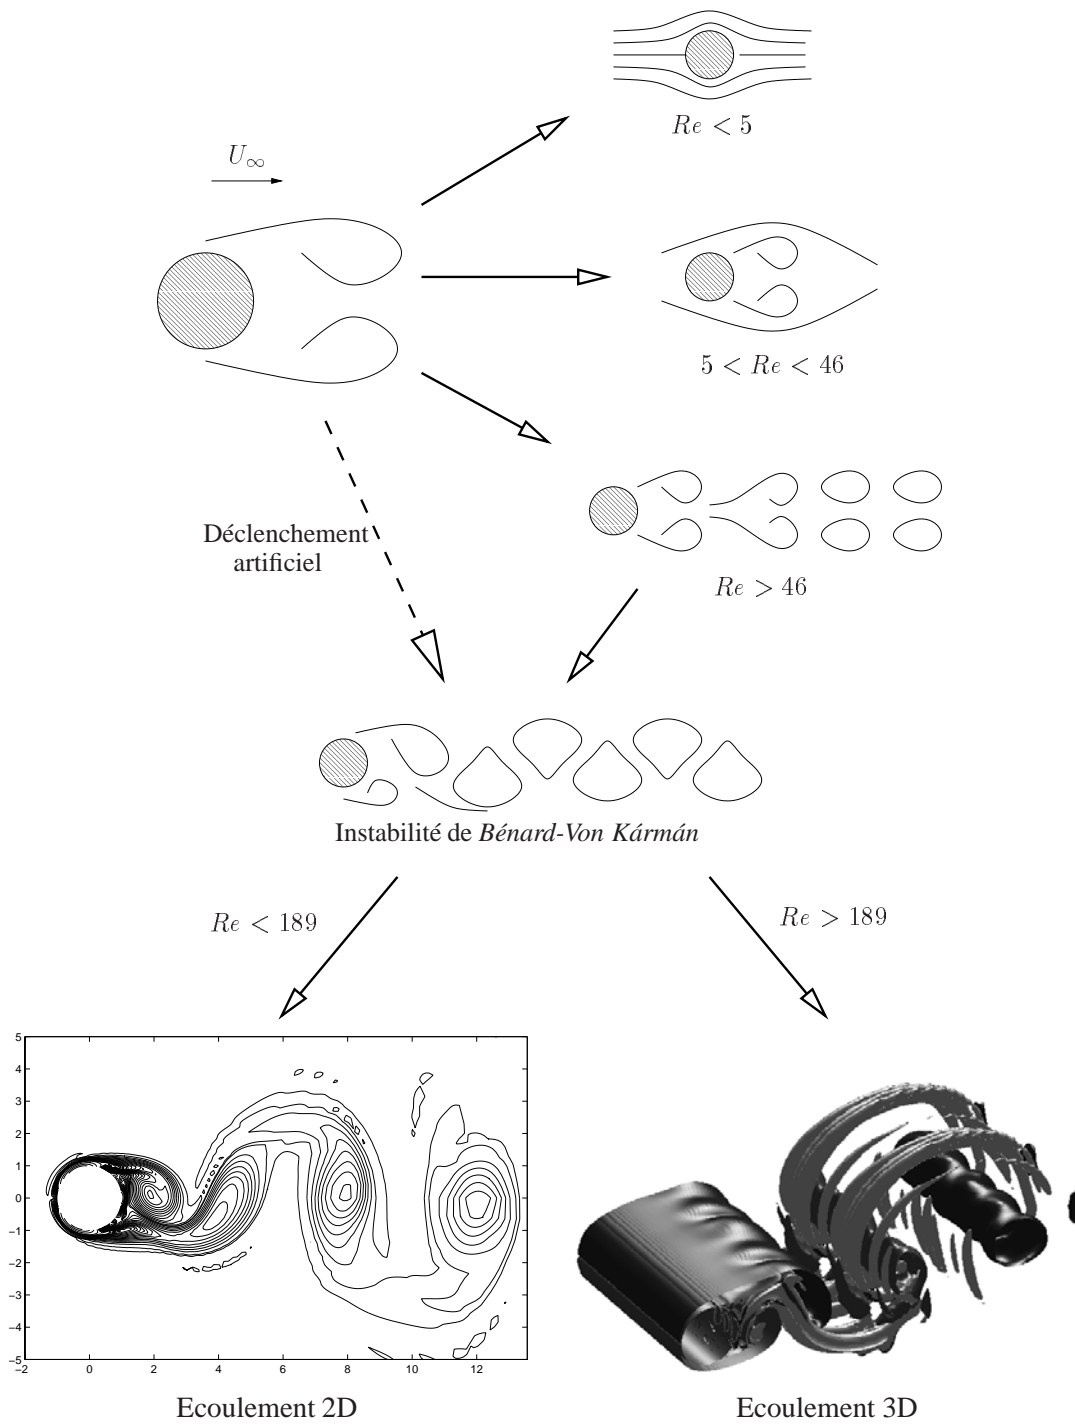 Re < 5
U∞
5 < Re < 46
Déclenchement
artificiel
Re > 46
Instabilité de Bénard-Von Kármán
Re < 189
Re > 189
5
4
3
2
1
0
−1
−2
−3
−4
−5
−2 0 2 4 6 8 10 12
Ecoulement 2D
Ecoulement 3D